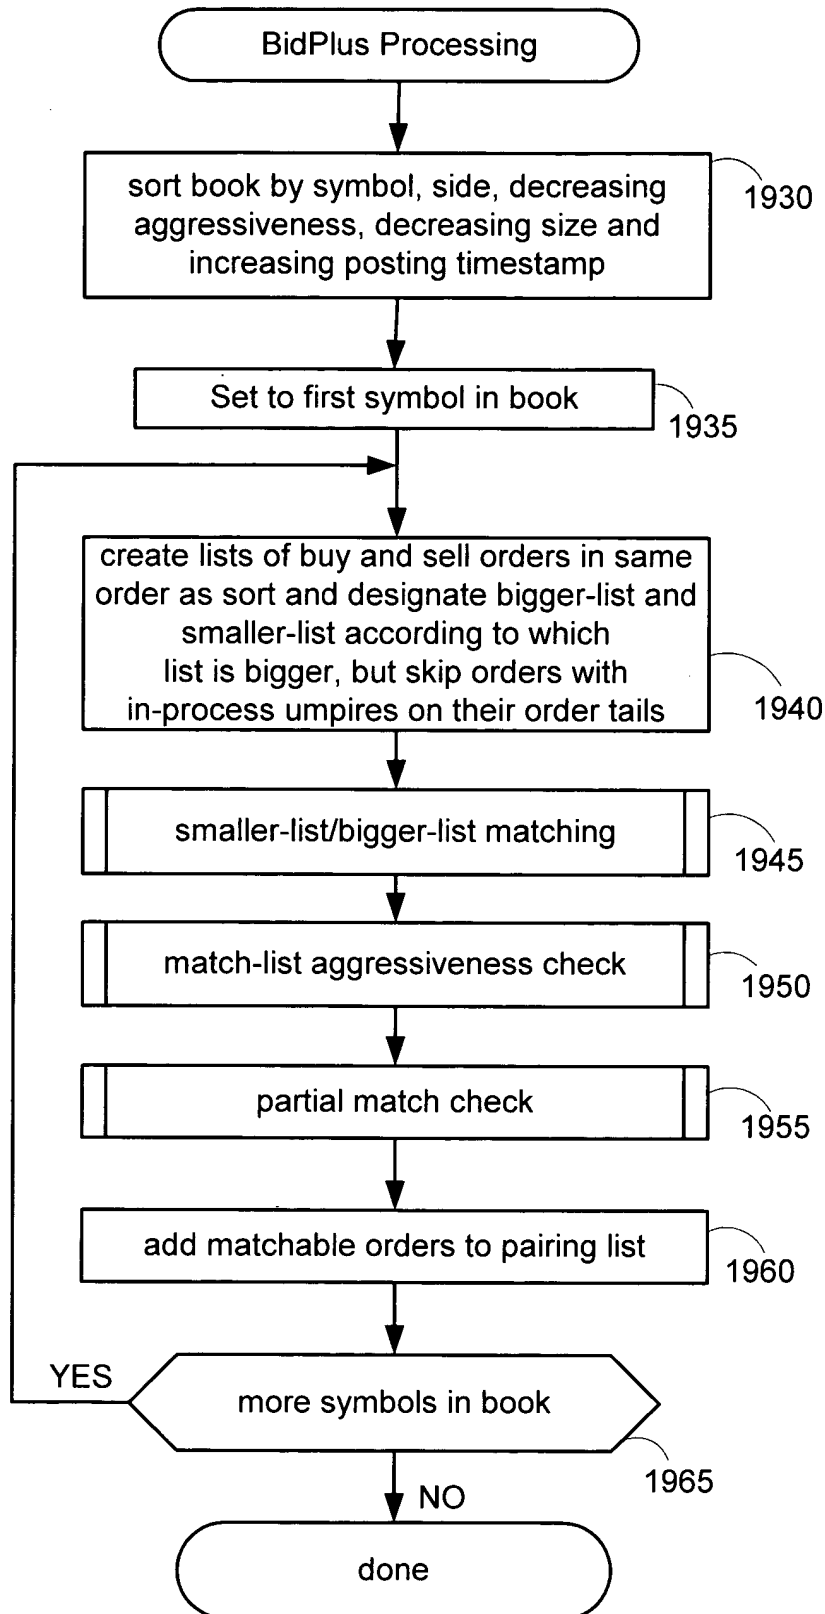 BidPlus Processing
sort book by symbol, side, decreasing
aggressiveness, decreasing size and
increasing posting timestamp
1930
Set to first symbol in book
1935
create lists of buy and sell orders in same
order as sort and designate bigger-list and
smaller-list according to which
list is bigger, but skip orders with
in-process umpires on their order tails
1940
smaller-list/bigger-list matching
1945
match-list aggressiveness check
1950
partial match check
1955
add matchable orders to pairing list
1960
YES
more symbols in book
1965
NO
done